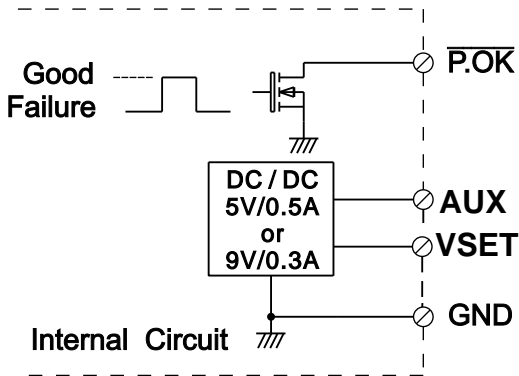 P.OK
Good
Failure
DC / DC
5V/0.5A
or
9V/0.3A
AUX
VSET
GND
Internal Circuit